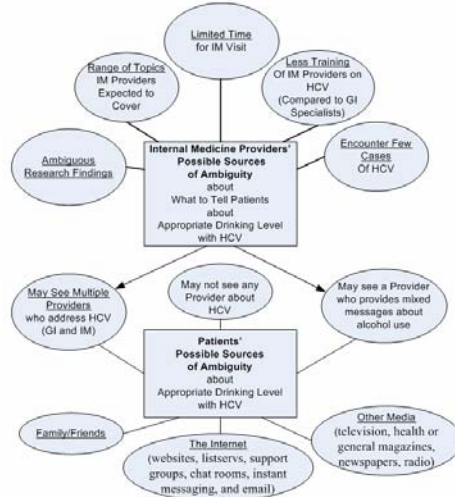 Limited Time
for IM Visit
Range of Topics
IM Providers
Expected to
Cover
Less Training
Of IM Providers on
HCV
(Compared to GI
Specialists)
Ambiguous
Research Findings
Internal Medicine Providers'
Possible Sources
of Ambiguity
about
What to Tell Patients
about
Appropriate Drinking Level
with HCV
Encounter Few
Cases
Of HCV
May See Multiple
Providers
who address HCV
(GI and IM)
May not see any
Provider about
HCV
May see a Provider
who provides mixed
messages about
alcohol use
Patients'
Possible Sources
of Ambiguity
about
Appropriate Drinking Level
with HCV
Family/Friends
The Internet
(websites, listservs, support
groups, chat rooms, instant
messaging, and email)
Other Media
(television, health or
general magazines,
newspapers, radio)